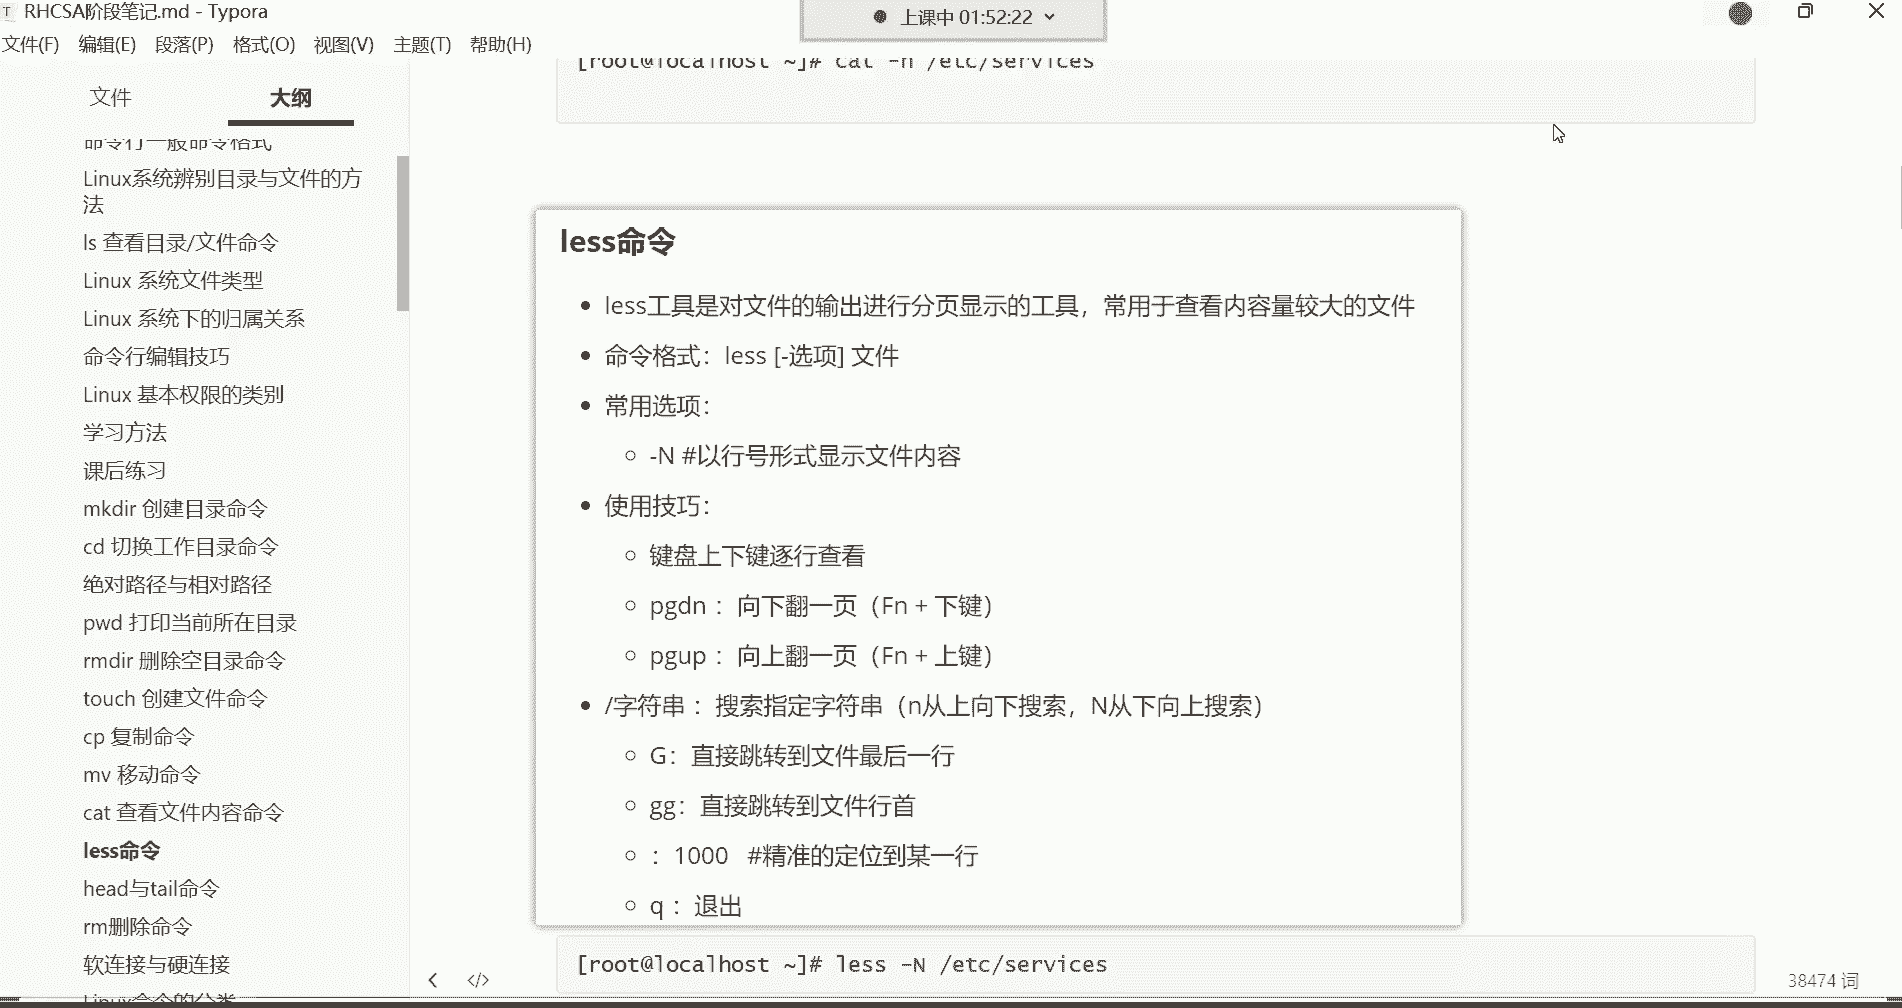 RHCSA阶段笔记.md - Typora
上课中 01:52:22
文件(F) 编辑(E) 段落(P) 格式(O) 视图(V) 主题(T) 帮助(H)
文件 大纲
命令行一般命令格式
Linux系统辨别目录与文件的方
法
ls 查看目录/文件命令
Linux 系统文件类型
Linux 系统下的归属关系
命令行编辑技巧
Linux 基本权限的类别
学习方法
课后练习
mkdir 创建目录命令
cd 切换工作目录命令
绝对路径与相对路径
pwd 打印当前所在目录
rmdir 删除空目录命令
touch 创建文件命令
cp 复制命令
mv 移动命令
cat 查看文件内容命令
less命令
head与tail命令
rm删除命令
软连接与硬连接
Linux命令的分类
[root@localhost ~]# cat -n /etc/services
less命令
less工具是对文件的输出进行分页显示的工具，常用于查看内容量较大的文件
命令格式：less [-选项] 文件
常用选项：
-N #以行号形式显示文件内容
使用技巧：
键盘上下键逐行查看
pgdn ：向下翻一页（Fn + 下键）
pgup ：向上翻一页（Fn + 上键）
/字符串 ：搜索指定字符串（n从上向下搜索，N从下向上搜索）
G：直接跳转到文件最后一行
gg：直接跳转到文件行首
：1000 #精准的定位到某一行
q ：退出
[root@localhost ~]# less -N /etc/services
38474 词